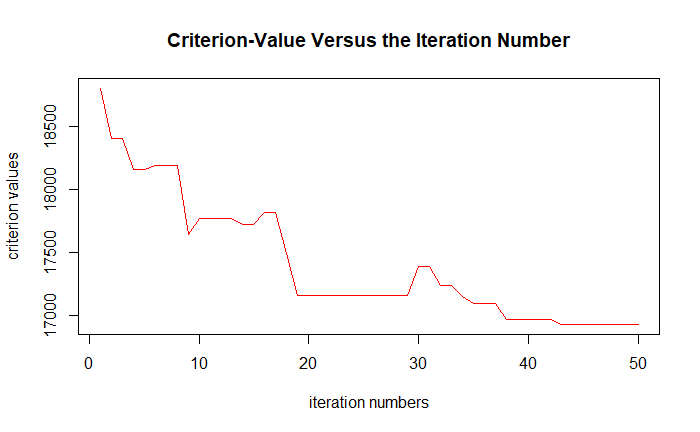 Criterion-Value Versus the Iteration Number
criterion values
18500
18000
17500
17000
0 10 20 30 40 50
iteration numbers